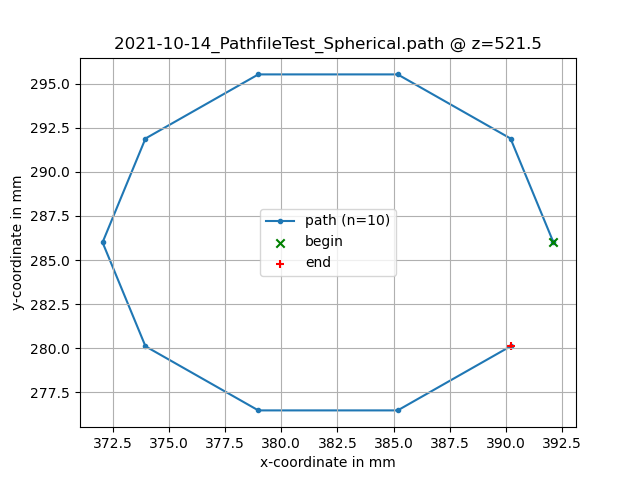 2021-10-14_PathfileTest_Spherical.path @ z=521.5
295.0
292.5
290.0
287.5
285.0
282.5
280.0
277.5
y-coordinate in mm
path (n=10)
begin
end
372.5 375.0 377.5 380.0 382.5 385.0 387.5 390.0 392.5
x-coordinate in mm